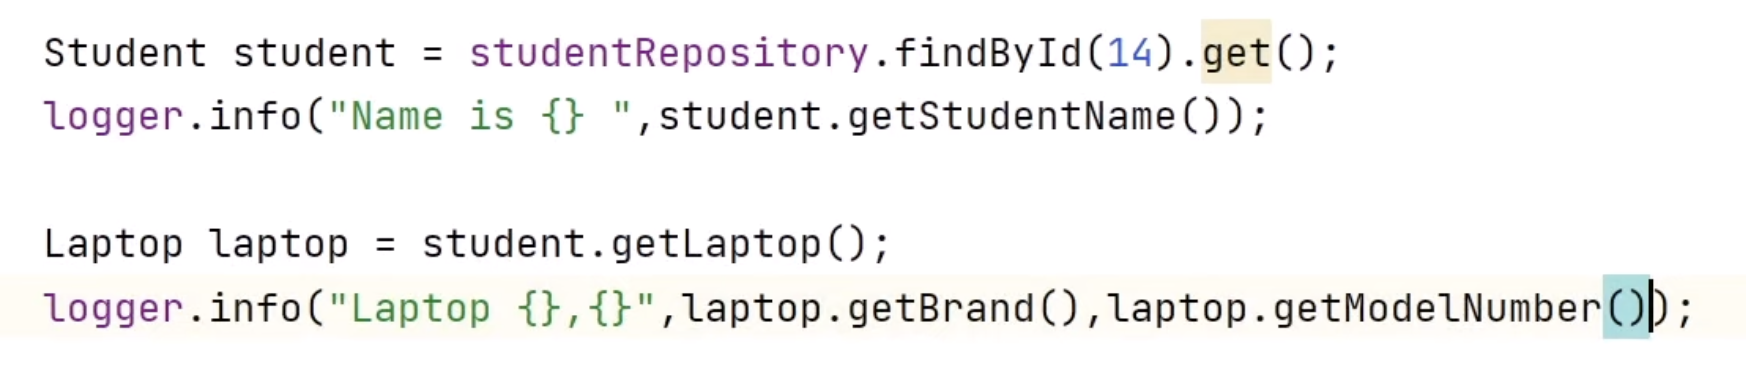 Student student = studentRepository.findById(14).get();
logger.info("Name is {} ",student.getStudentName());
Laptop laptop = student.getLaptop();
logger.info("Laptop {},{}",laptop.getBrand(),laptop.getModelNumber());